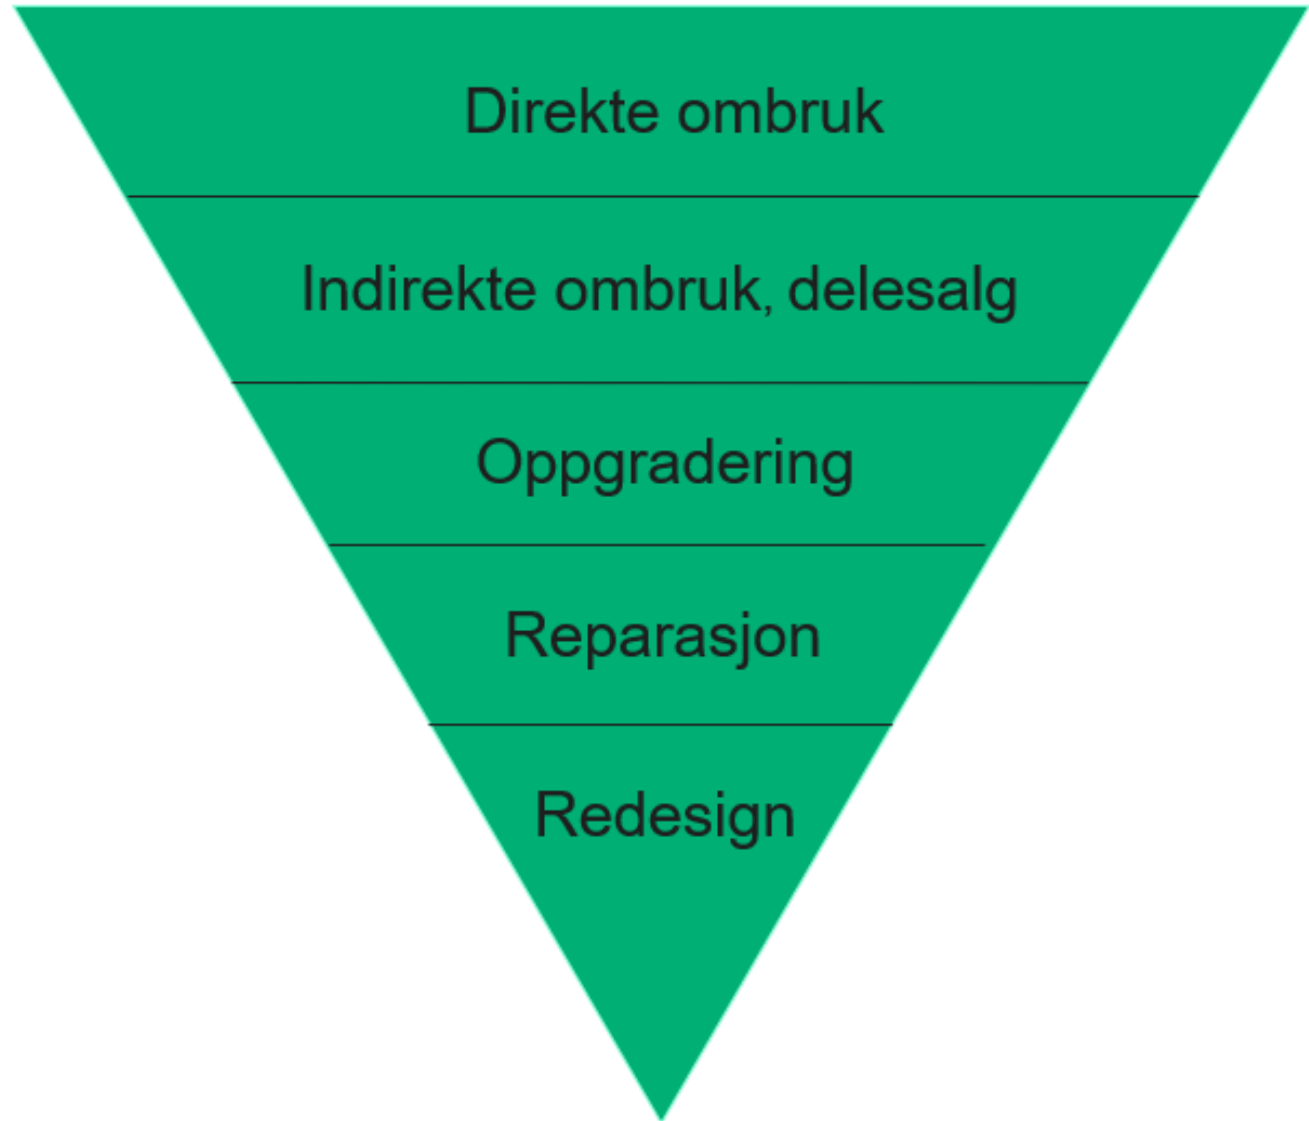 Direkte ombruk
Indirekte ombruk, delesalg
Oppgradering
Reparasjon
Redesign